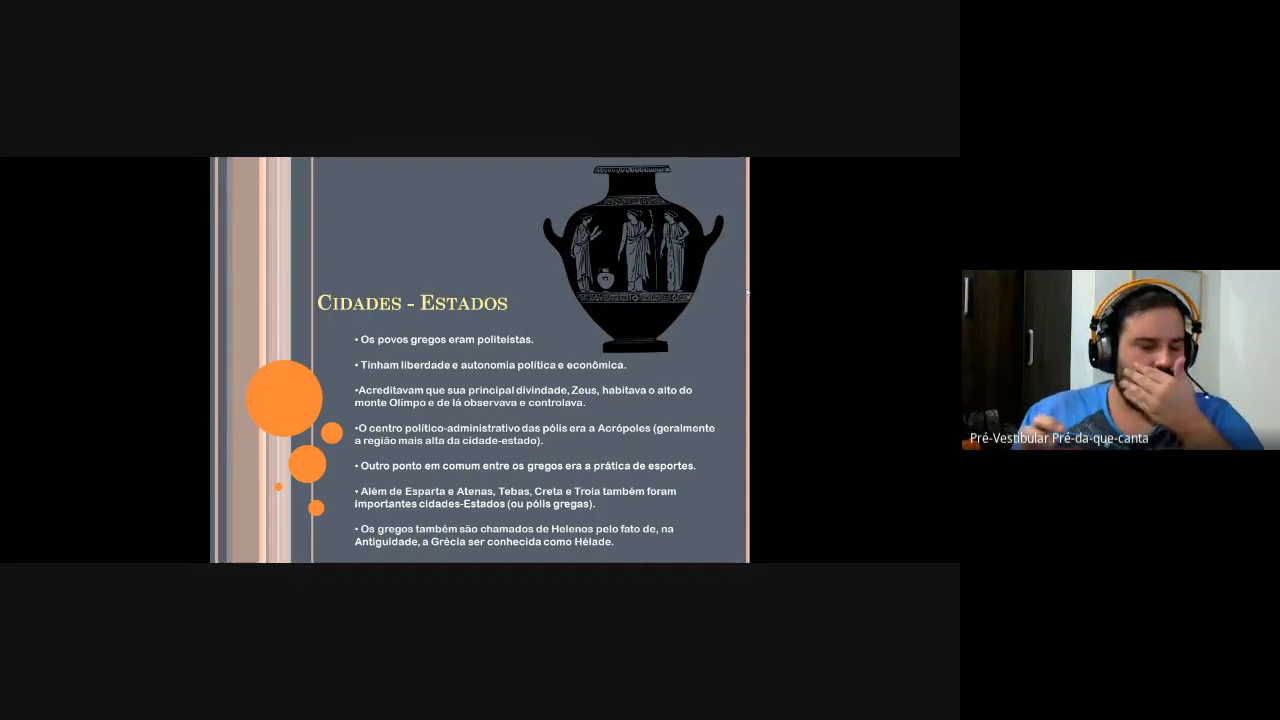 CIDADES - ESTADOS
• Os povos gregos eram politeístas.
• Tinham liberdade e autonomia política e econômica.
•Acreditavam que sua principal divindade, Zeus, habitava o alto do
monte Olimpo e de lá observava e controlava.
•O centro político-administrativo das pólis era a Acrópoles (geralmente
a região mais alta da cidade-estado).
• Outro ponto em comum entre os gregos era a prática de esportes.
• Além de Esparta e Atenas, Tebas, Creta e Troia também foram
importantes cidades-Estados (ou pólis gregas).
• Os gregos também são chamados de Helenos pelo fato de, na
Antiguidade, a Grécia ser conhecida como Hélade.
Pré-Vestibular Pré-da-que-canta